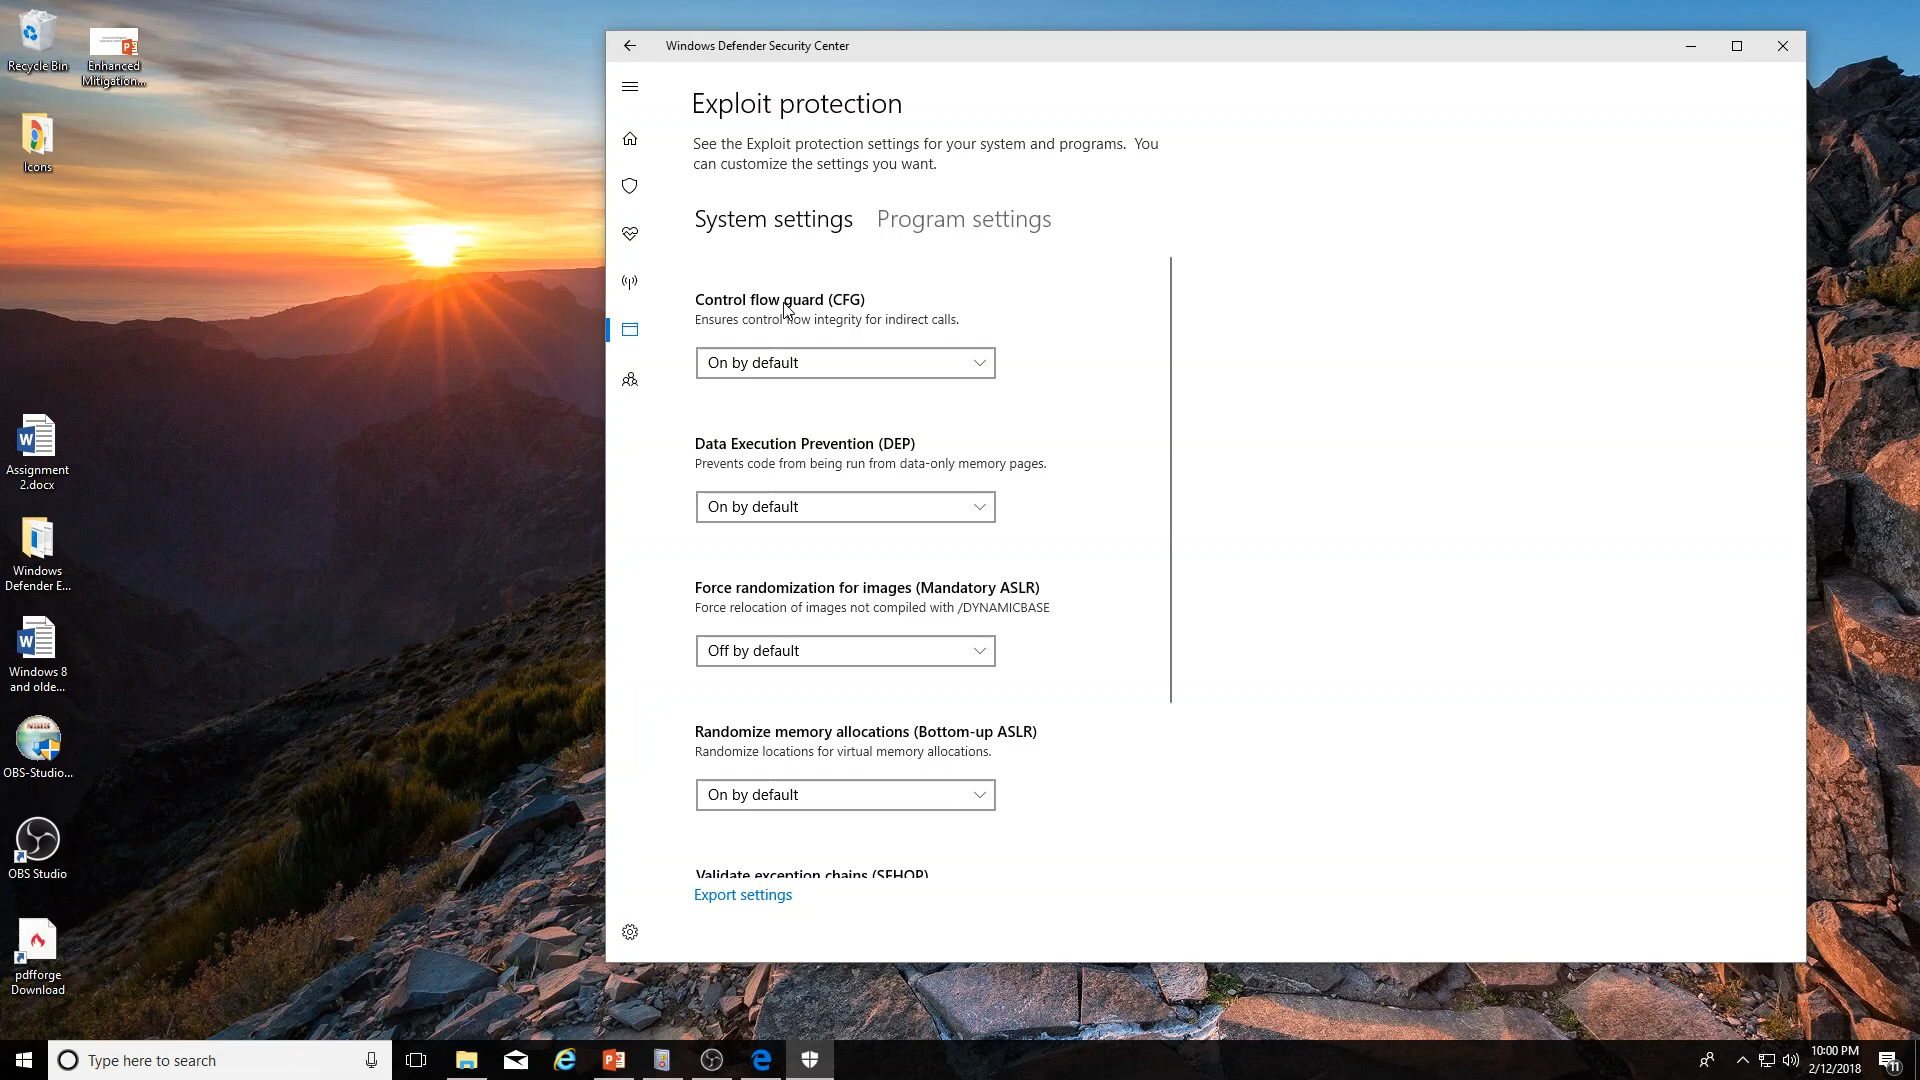 Recycle Bin
Enhanced
Mitigation...
Icons
Assignment
2.docx
Windows
Defender E...
Windows 8
and olde...
OBS-Studio...
OBS Studio
pdfforge
Download
Windows Defender Security Center
Exploit protection
See the Exploit protection settings for your system and programs. You
can customize the settings you want.
System settings
Program settings
Control flow guard (CFG)
Ensures control flow integrity for indirect calls.
On by default
Data Execution Prevention (DEP)
Prevents code from being run from data-only memory pages.
On by default
Force randomization for images (Mandatory ASLR)
Force relocation of images not compiled with /DYNAMICBASE
Off by default
Randomize memory allocations (Bottom-up ASLR)
Randomize locations for virtual memory allocations.
On by default
Validate exception chains (SEHOP)
Export settings
Type here to search
10:00 PM
2/12/2018
11